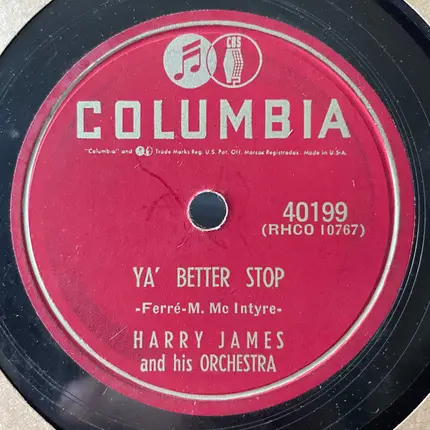 CBS
COLUMBIA
"Columbia" and Trade Marks Reg. U.S. Pat. Off. Marcas Registradas. Made in U.S.A.
40199
(RHCO 10767)
YA' BETTER STOP
-Ferré-M. Mc Intyre-
HARRY JAMES
and his ORCHESTRA